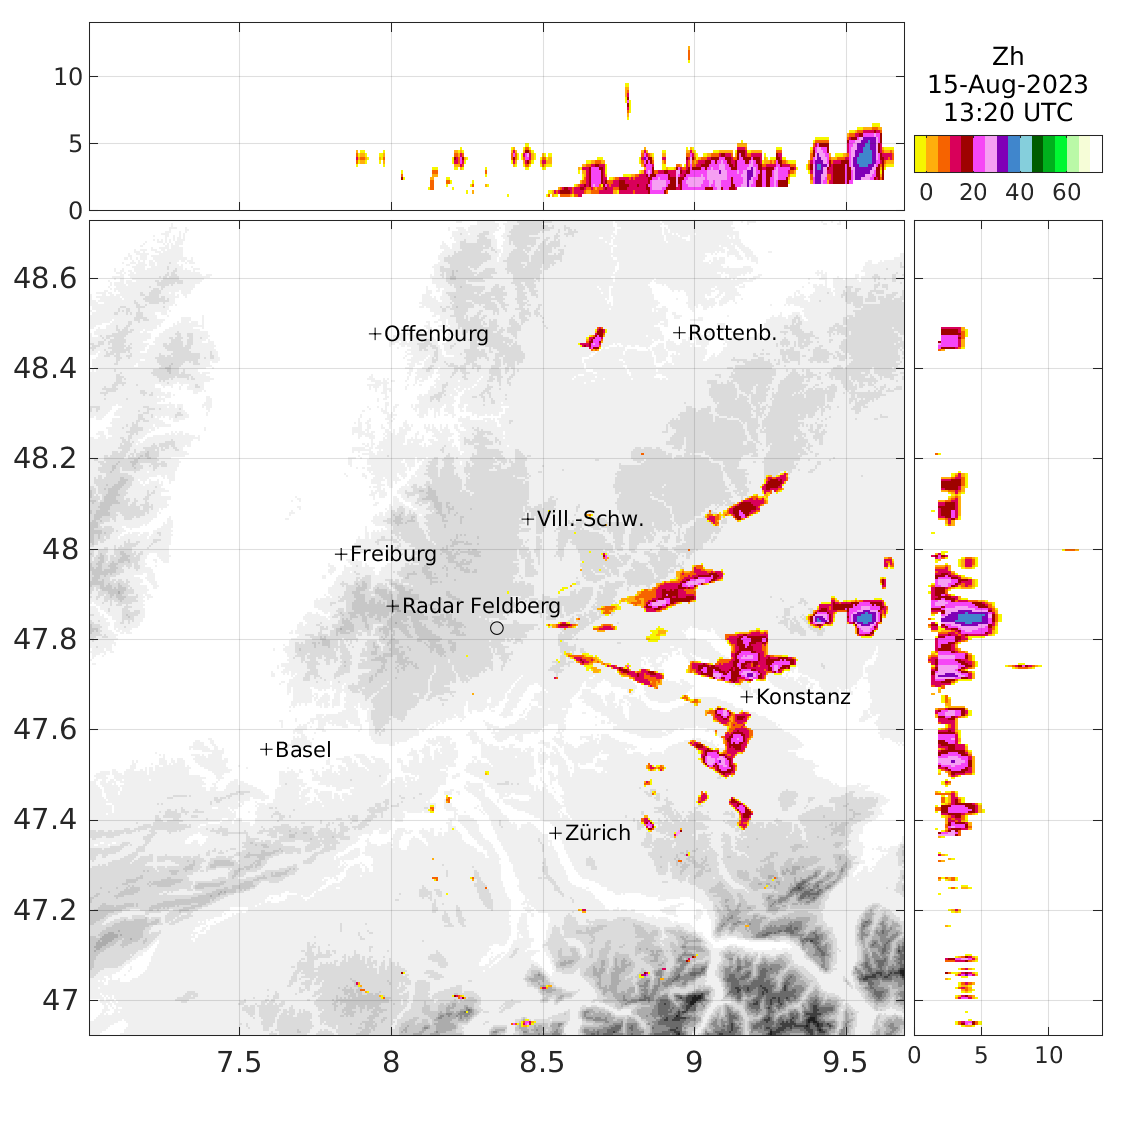 10
5
0
Zh
15-Aug-2023
13:20 UTC
0 20 40 60
48.6
48.4
48.2
48
47.8
47.6
47.4
47.2
47
+Offenburg
+Rottenb.
+Vill.-Schw.
+Freiburg
+Radar Feldberg
+Konstanz
+Basel
+Zürich
7.5 8 8.5 9 9.5
0 5 10